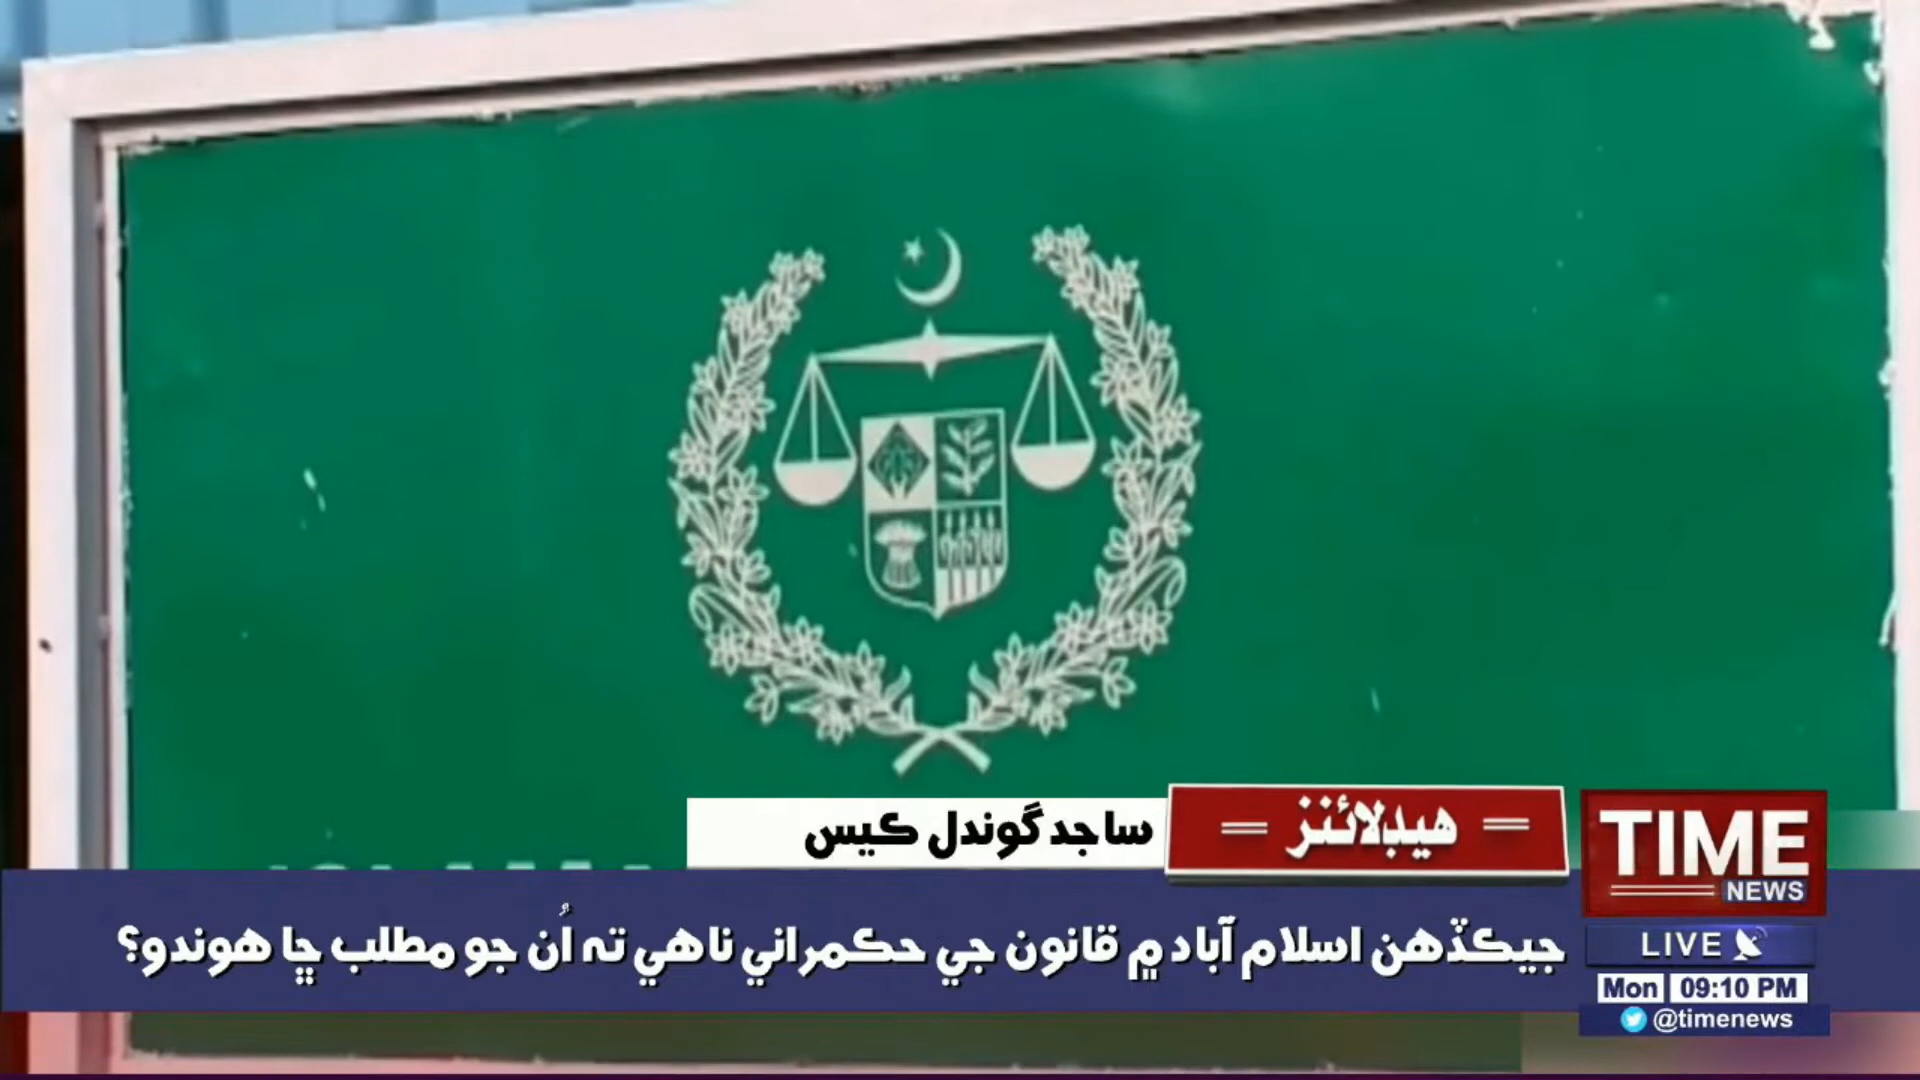 ساجد گوندل ڪيس
هيڊلائنز
TIME
NEWS
جيڪڏهن اسلام آباد ۾ قانون جي حڪمراني ناهي ته اُن جو مطلب ڇا هوندو؟
LIVE
Mon 09:10 PM
@timenews